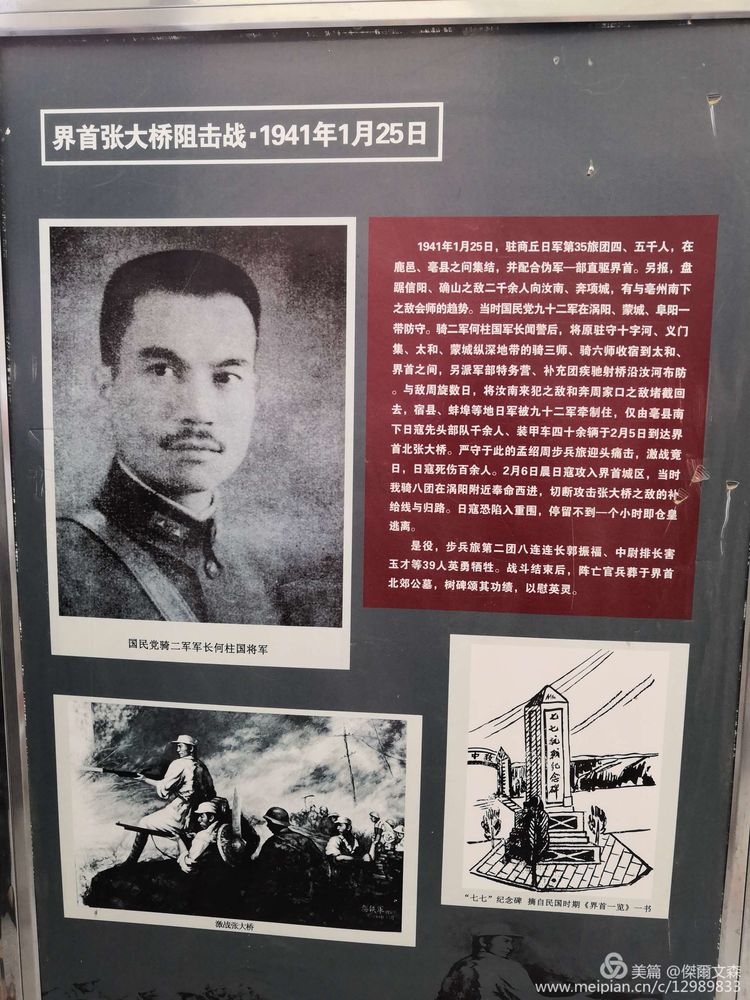 界首张大桥阻击战·1941年1月25日
1941年1月25日，驻商丘日军第35旅团四、五千人，在
鹿邑、亳县之问集结，并配合伪军一部直驱界首。另报，盘
踞信阳、确山之敌二千余人向汝南、奔项城，有与亳州南下
之敌会师的趋势。当时国民党九十二军在涡阳、蒙城、阜阳一
带防守。骑二军何柱国军长闻警后，将原驻守十字河、义门
集、太和、蒙城纵深地带的骑三师、骑六师收宿到太和、
界首之间，另派军部特务营、补充团疾驰射桥沿汝河布防
。与敌周旋数日，将汝南来犯之敌和奔周家口之敌堵截回
去，宿县、蚌埠等地日军被九十二军牵制住，仅由亳县南
下日寇先头部队千余人、装甲车四十余辆于2月5日到达界
首北张大桥。严守于此的孟绍周步兵旅迎头痛击，激战竟
日，日寇死伤百余人。2月6日晨日寇攻入界首城区，当时
我骑八团在涡阳附近奉命西进，切断攻击张大桥之敌的补
给线与归路。日寇恐陷入重围，停留不到一个小时即仓皇
逃离。
是役，步兵旅第二团八连连长郭振福、中尉排长害
玉才等39人英勇牺牲。战斗结束后，阵亡官兵葬于界首
北郊公墓，树碑颂其功绩，以慰英灵。
国民党骑二军军长何柱国将军
激战张大桥
七七抗战纪念碑
“七七”纪念碑 摘自民国时期《界首一览》一书
美篇 @傑爾文森
www.meipian.cn/c/12989833